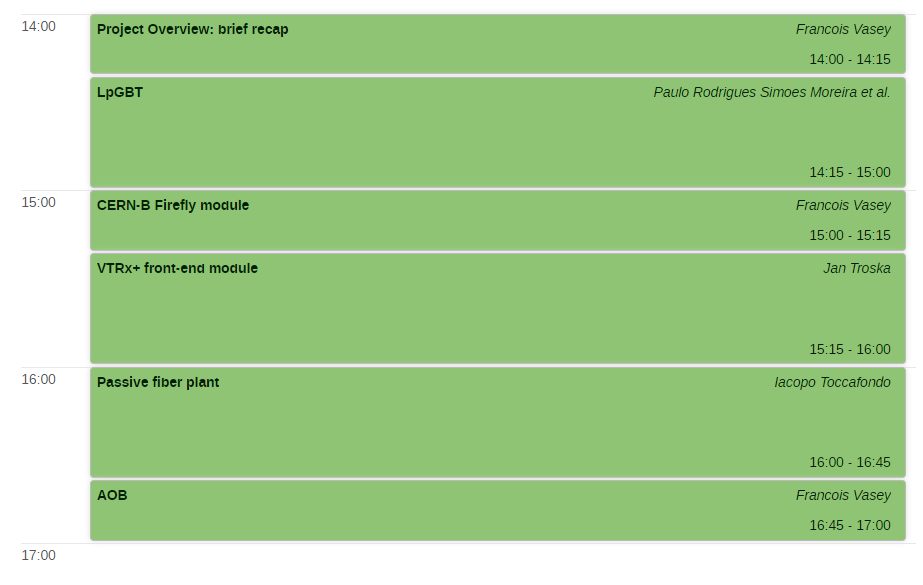 14:00
Project Overview: brief recap Francois Vasey
14:00 - 14:15
LpGBT Paulo Rodrigues Simoes Moreira et al.
14:15 - 15:00
15:00
CERN-B Firefly module Francois Vasey
15:00 - 15:15
VTRx+ front-end module Jan Troska
15:15 - 16:00
16:00
Passive fiber plant Iacopo Toccafondo
16:00 - 16:45
AOB Francois Vasey
16:45 - 17:00
17:00